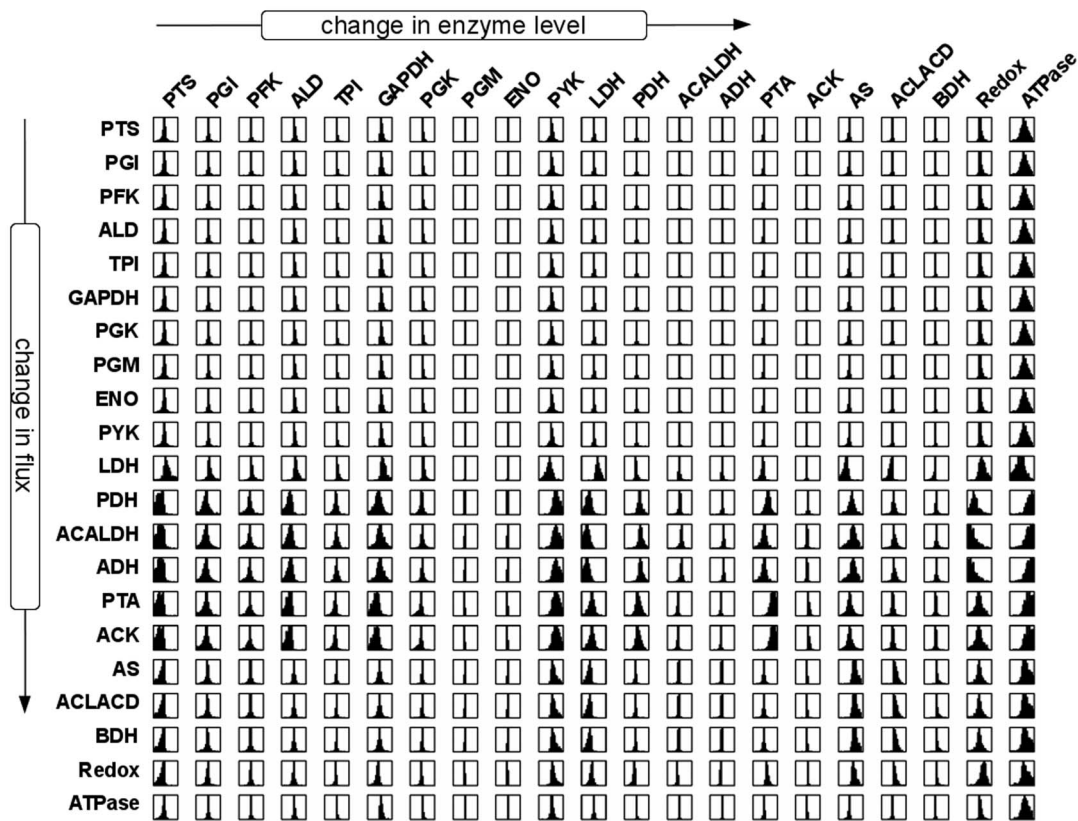 change in enzyme level
PTS PGI PFK ALD TPI GAPDH PGK PGM ENO PYK LDH PDH ACALDH ADH PTA ACK AS ACLACD BDH Redox ATPase
change in flux
PTS
PGI
PFK
ALD
TPI
GAPDH
PGK
PGM
ENO
PYK
LDH
PDH
ACALDH
ADH
PTA
ACK
AS
ACLACD
BDH
Redox
ATPase